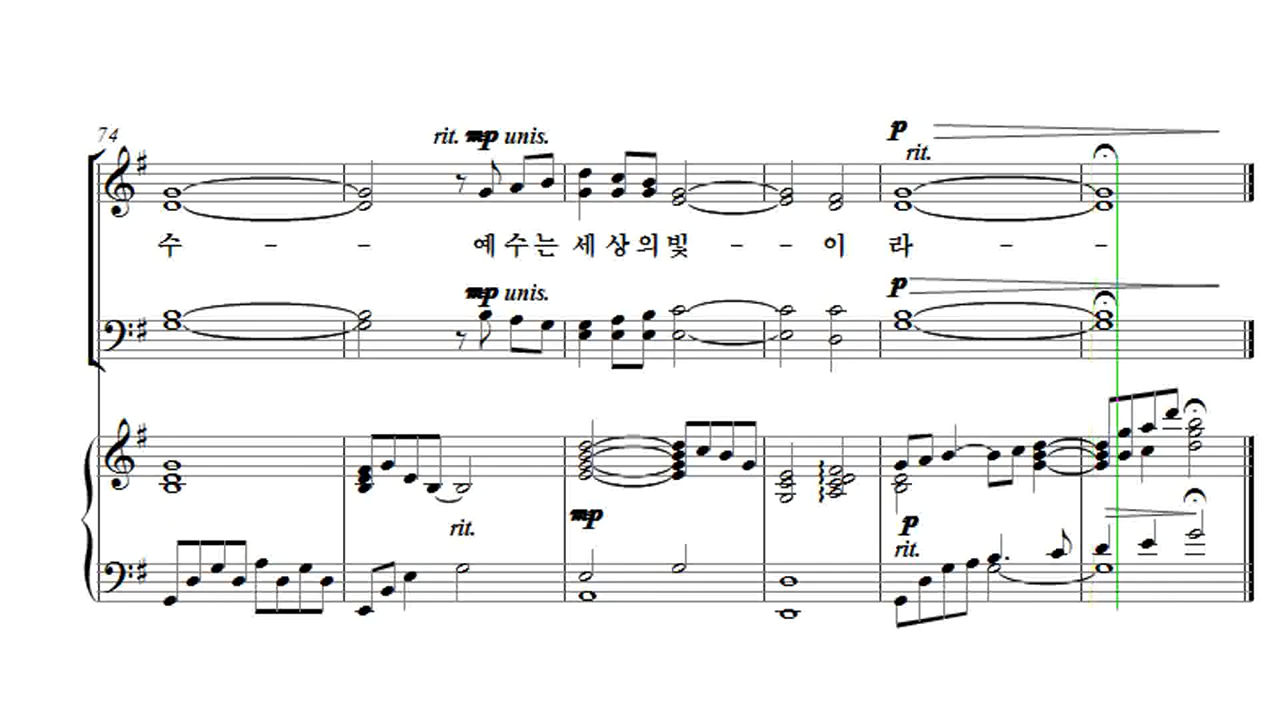 74
rit. mp unis.
p
rit.
수 - - 예 수 는 세 상 의 빛 - - 이 라 - -
mp unis.
p
rit.
mp
p
rit.